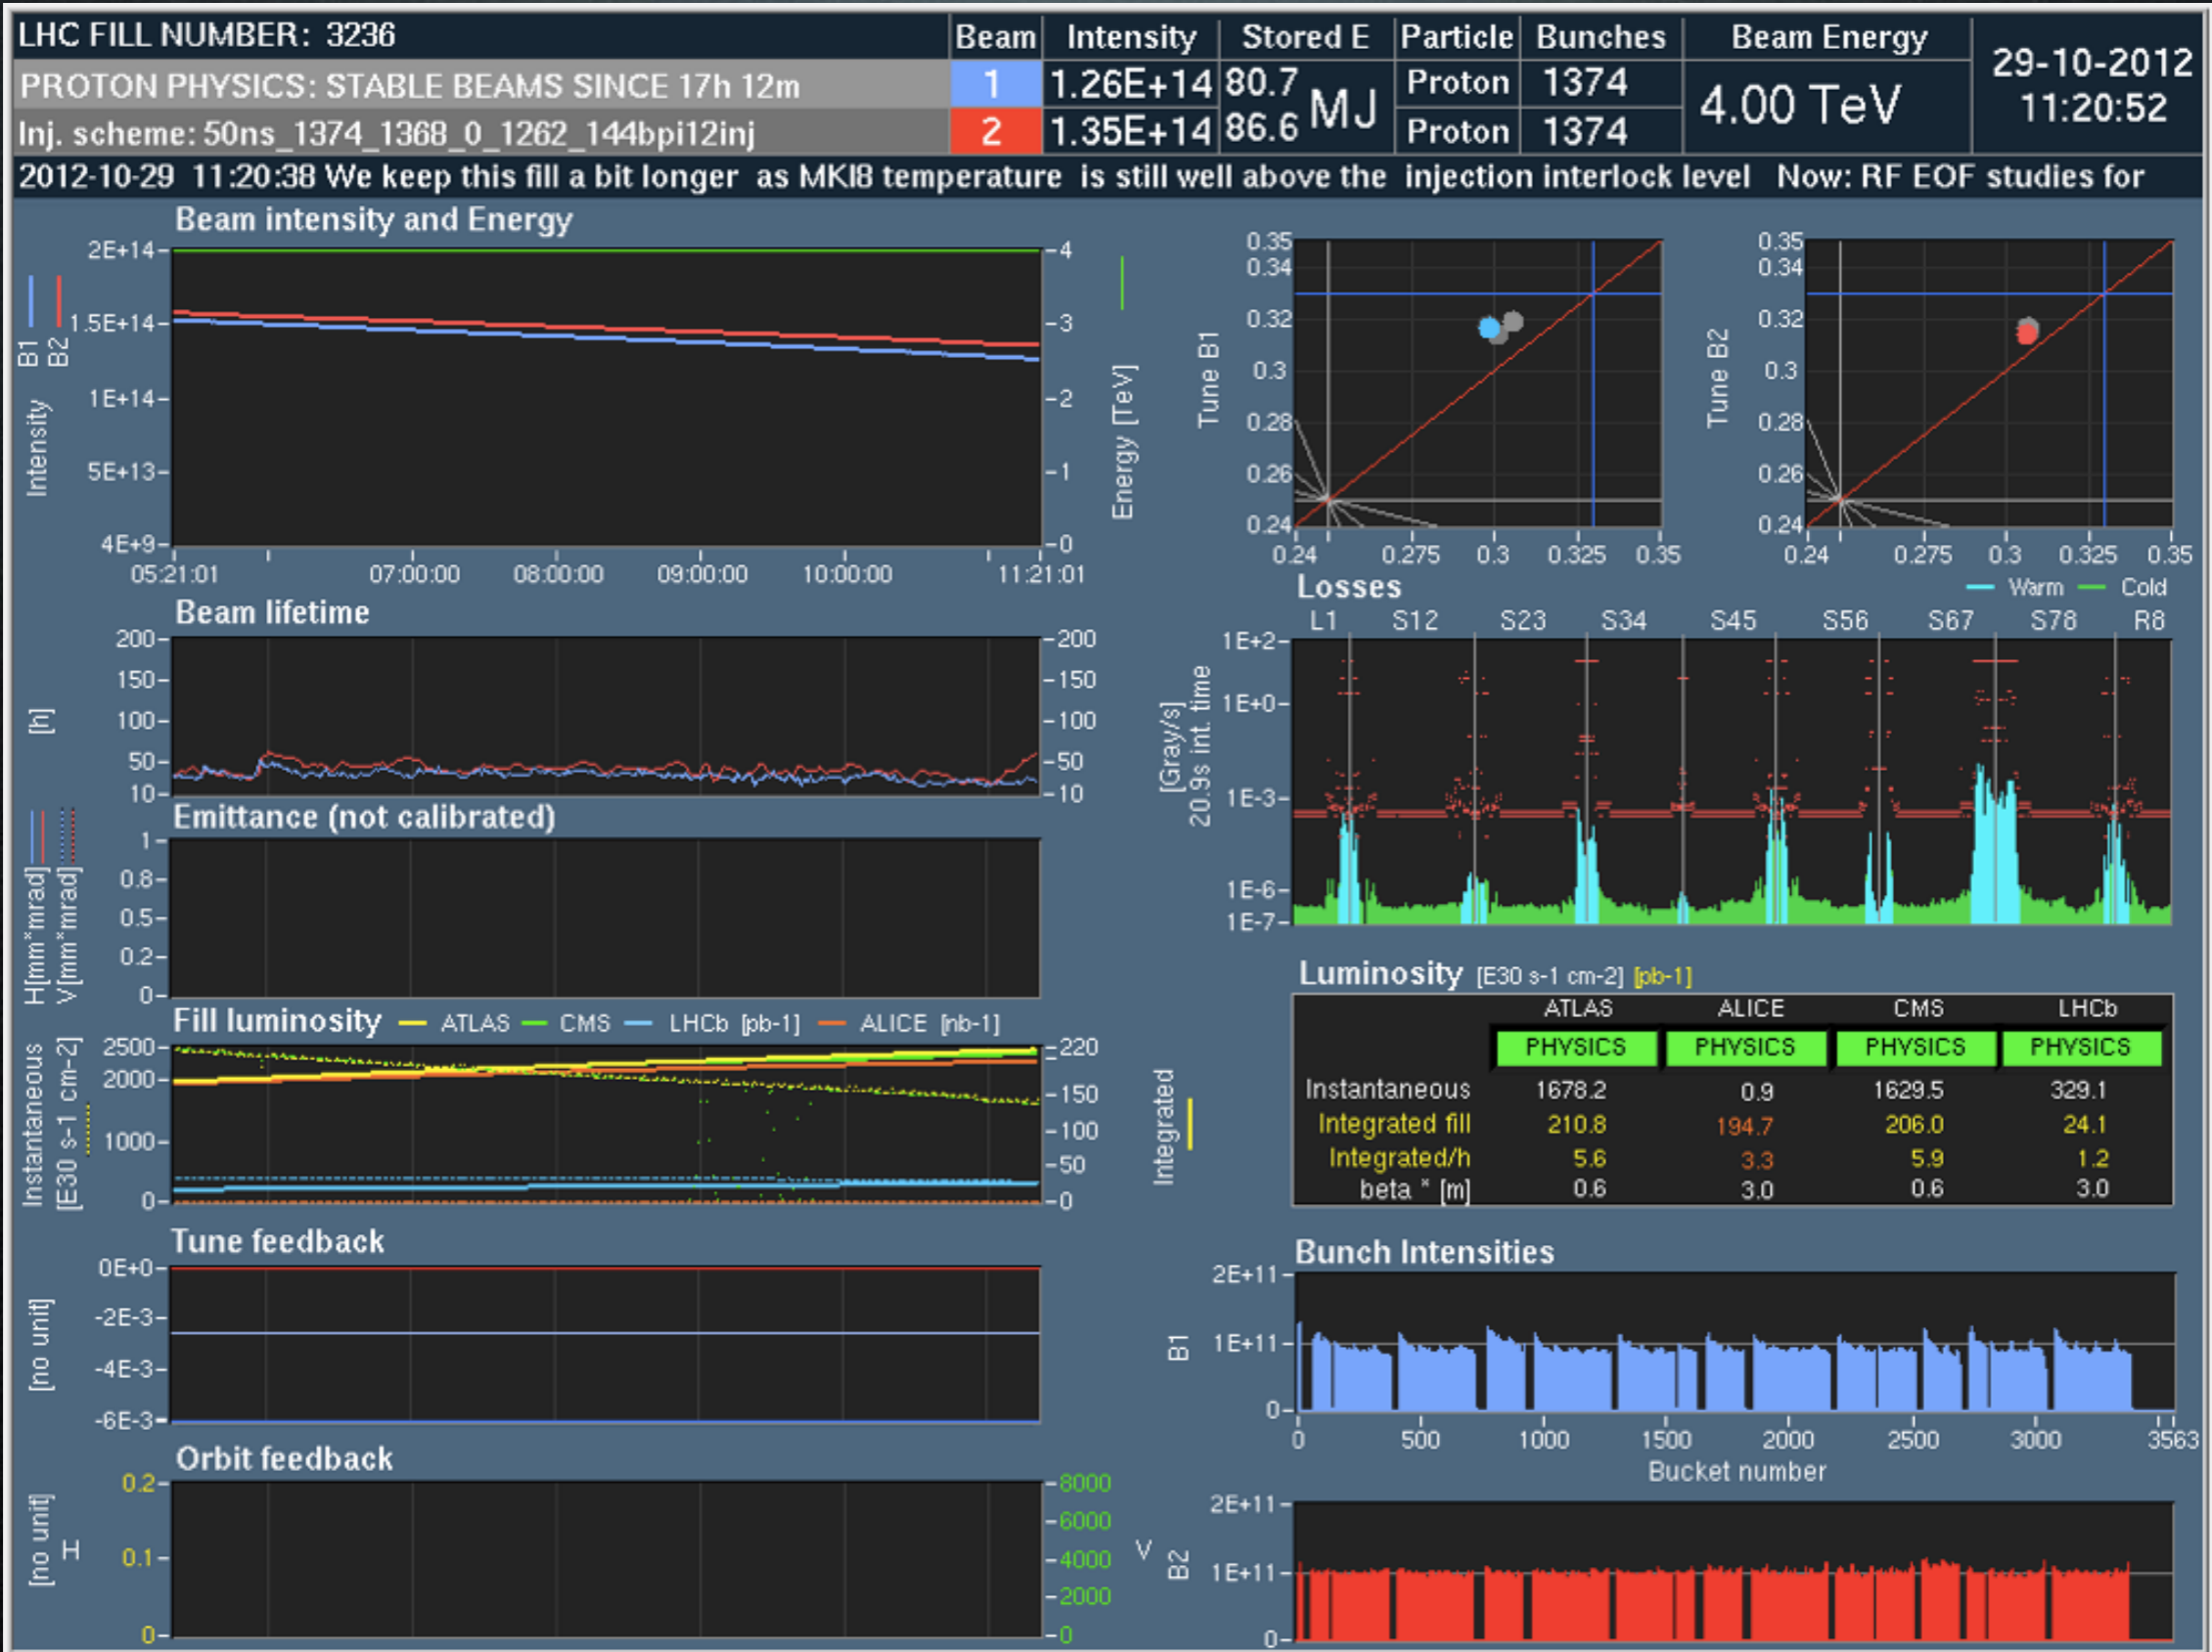 LHC FILL NUMBER: 3236
PROTON PHYSICS: STABLE BEAMS SINCE 17h 12m
Inj. scheme: 50ns_1374_1368_0_1262_144bpi12inj
Beam Intensity Stored E Particle Bunches Beam Energy
1 1.26E+14 80.7 MJ Proton 1374 4.00 TeV
2 1.35E+14 86.6 Proton 1374
29-10-2012
11:20:52
2012-10-29 11:20:38 We keep this fill a bit longer as MKI8 temperature is still well above the injection interlock level Now: RF EOF studies for
Beam intensity and Energy
Intensity B1 B2
2E+14
1.5E+14
1E+14
5E+13
4E+9
4
3
2
1
0
Energy [TeV]
05:21:01 07:00:00 08:00:00 09:00:00 10:00:00 11:21:01
Beam lifetime
[h]
200
150
100
50
10
200
150
100
50
10
Emittance (not calibrated)
H[mm*mrad]
V[mm*mrad]
1
0.8
0.5
0.2
0
Fill luminosity ATLAS CMS LHCb [pb-1] ALICE [nb-1]
Instantaneous
[E30 s-1 cm-2]
2500
2000
1000
0
220
150
100
50
0
Integrated
Tune feedback
[no unit]
0E+0
-2E-3
-4E-3
-6E-3
Orbit feedback
[no unit]
H
0.2
0.1
0
8000
6000
4000
2000
0
V
Tune B1
0.35
0.34
0.32
0.3
0.28
0.26
0.24
0.24 0.275 0.3 0.325 0.35
Tune B2
0.35
0.34
0.32
0.3
0.28
0.26
0.24
0.24 0.275 0.3 0.325 0.35
Losses
Warm Cold
L1 S12 S23 S34 S45 S56 S67 S78 R8
[Gray/s]
20.9s int. time
1E+2
1E+0
1E-3
1E-6
1E-7
Luminosity [E30 s-1 cm-2] [pb-1]
ATLAS ALICE CMS LHCb
PHYSICS PHYSICS PHYSICS PHYSICS
Instantaneous 1678.2 0.9 1629.5 329.1
Integrated fill 210.8 194.7 206.0 24.1
Integrated/h 5.6 3.3 5.9 1.2
beta * [m] 0.6 3.0 0.6 3.0
Bunch Intensities
B1
2E+11
1E+11
0
0 500 1000 1500 2000 2500 3000 3563
Bucket number
B2
2E+11
1E+11
0